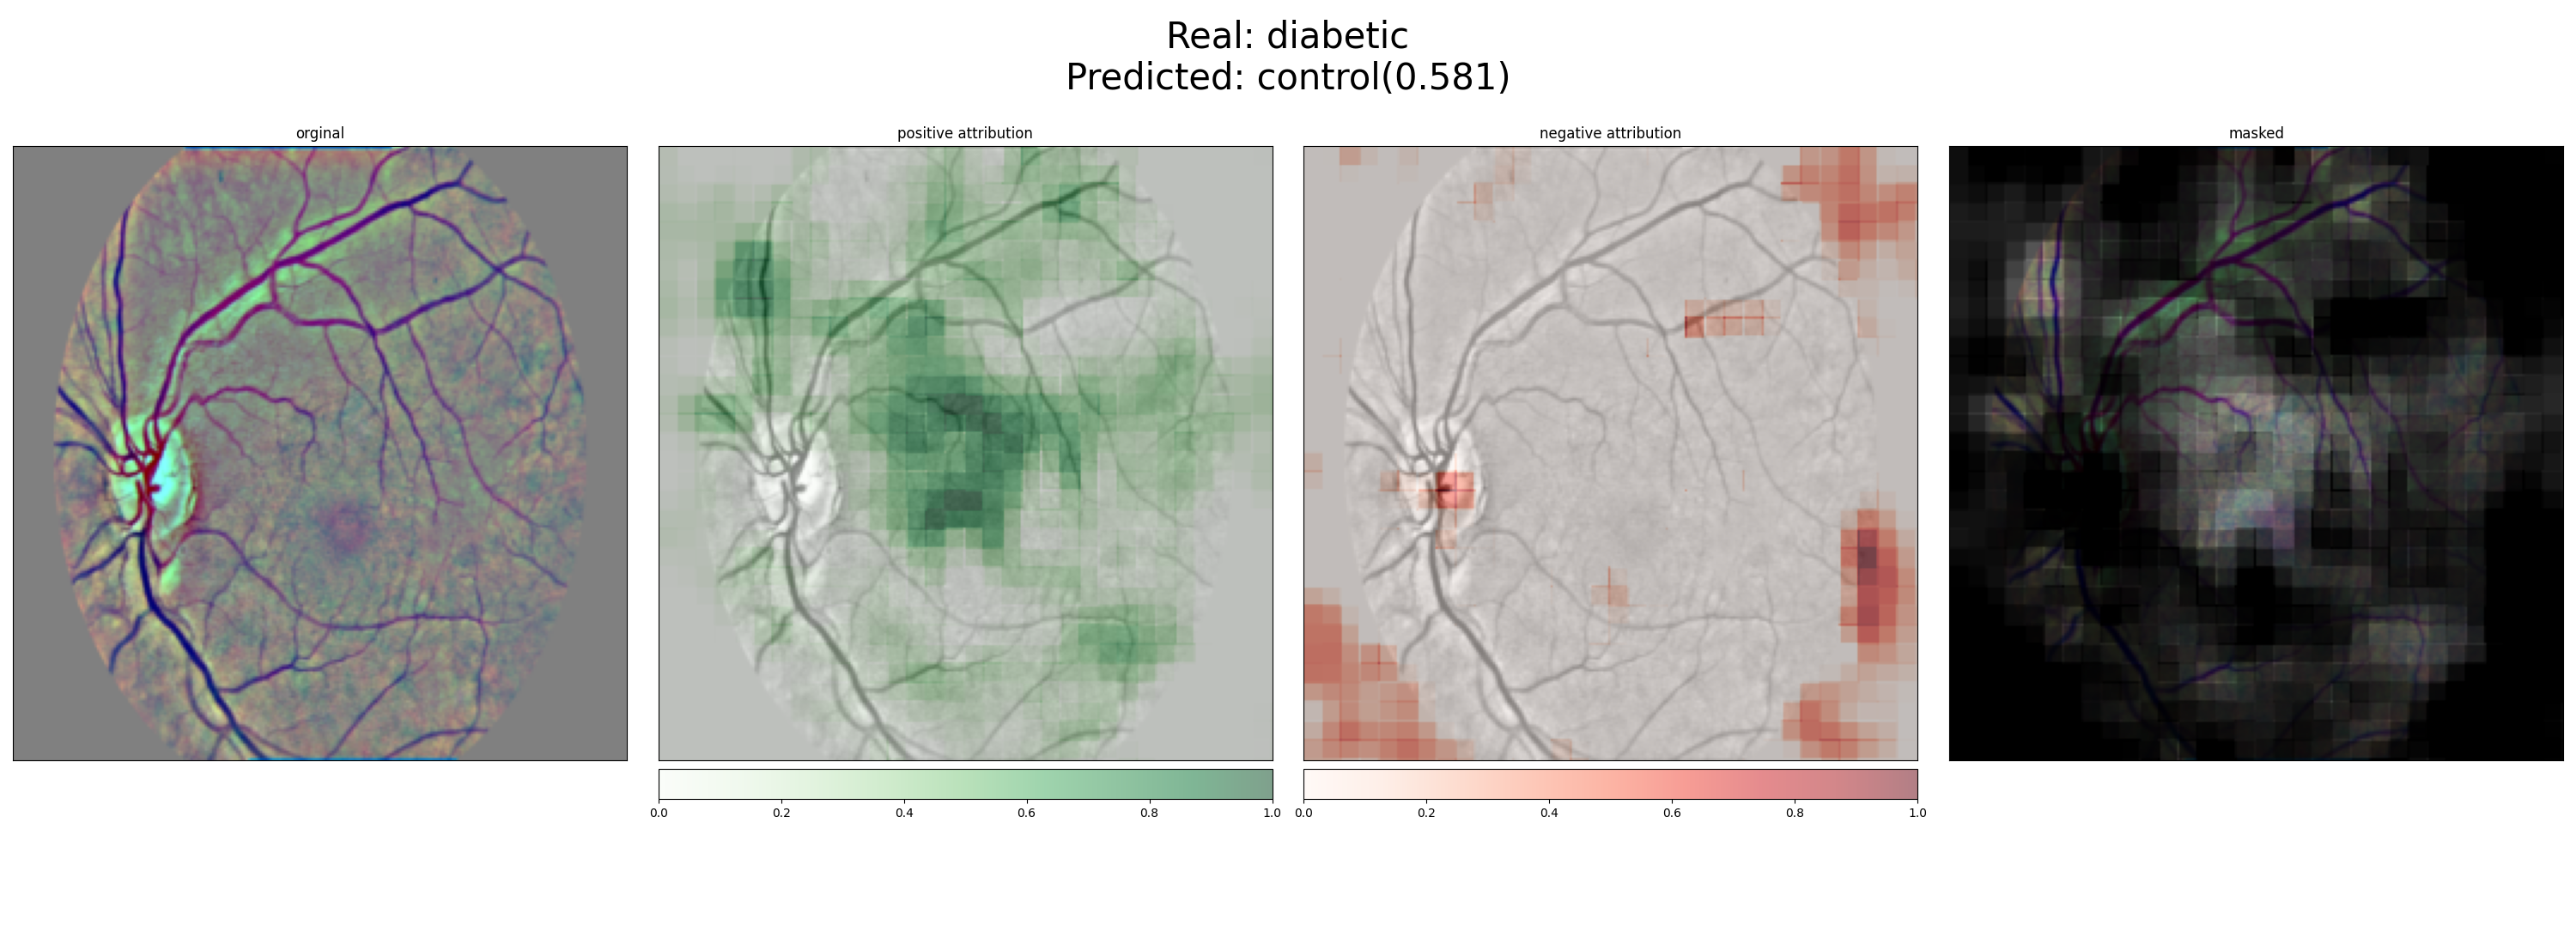 Real: diabetic
Predicted: control(0.581)
orginal
positive attribution
negative attribution
masked
0.0 0.2 0.4 0.6 0.8 1.0
0.0 0.2 0.4 0.6 0.8 1.0